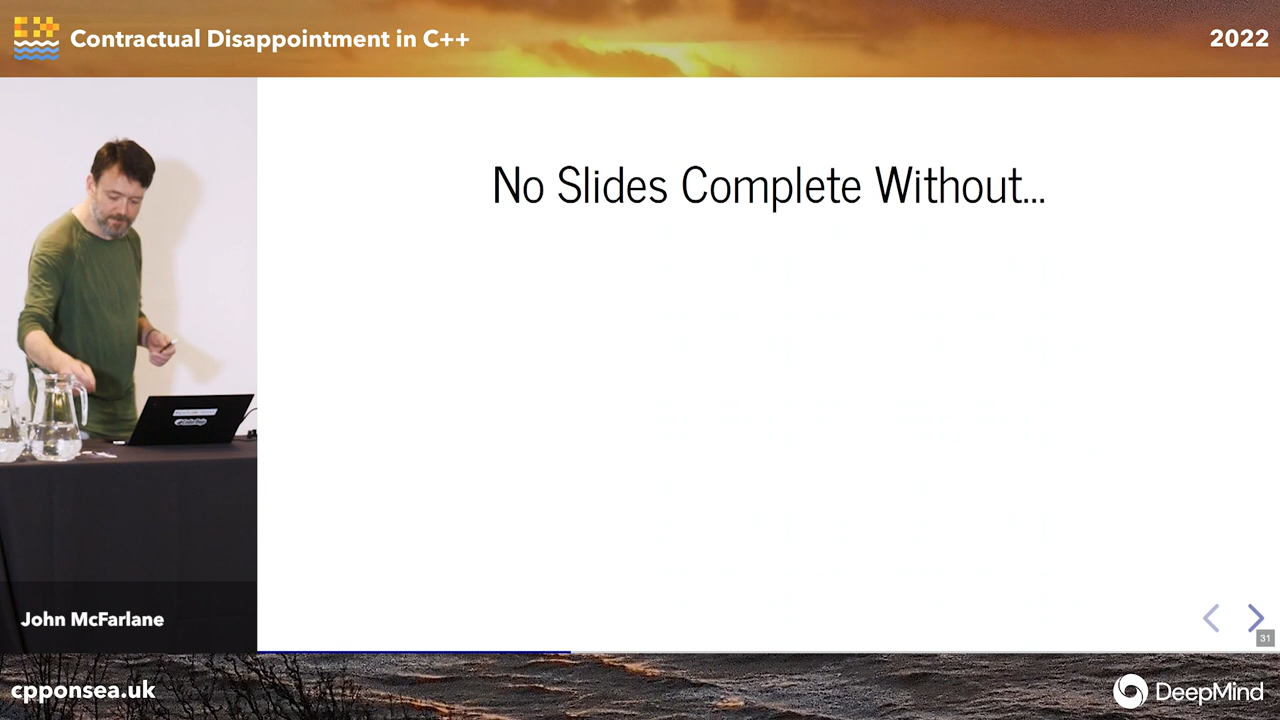 Contractual Disappointment in C++
2022
No Slides Complete Without...
31
John McFarlane
cpponsea.uk
DeepMind